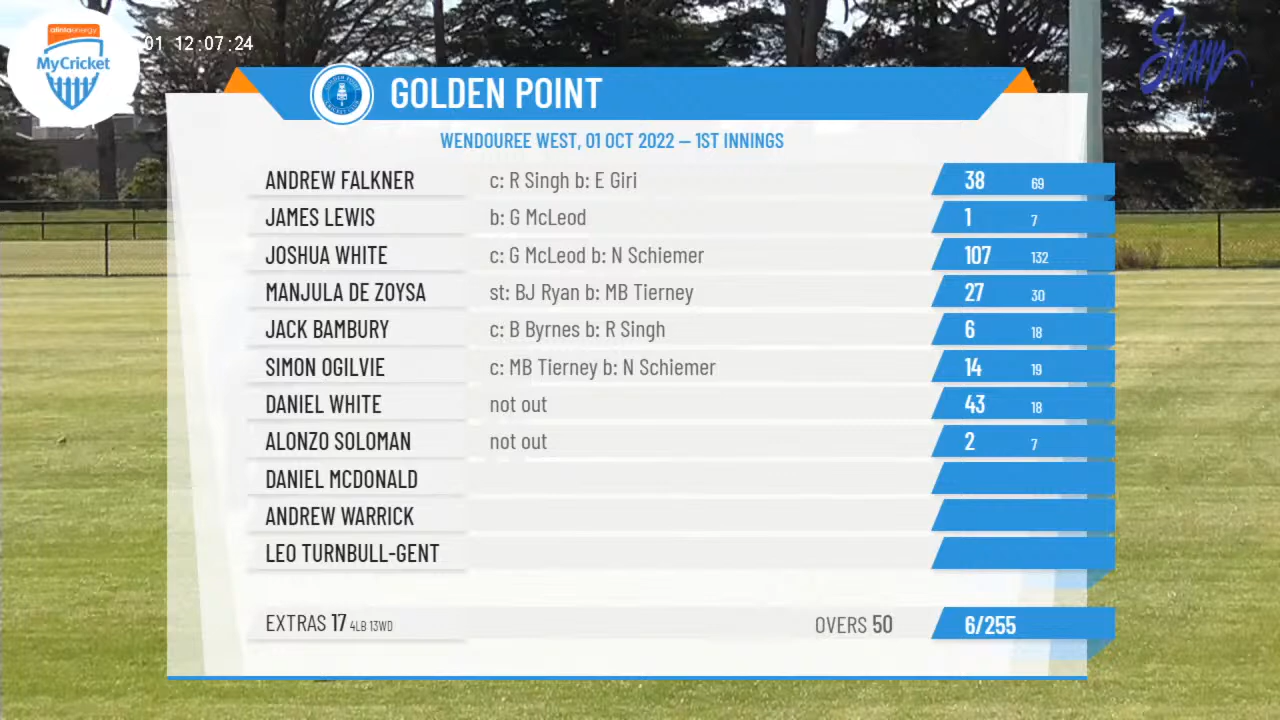 alintaenergy
MyCricket
01 12:07:24
Sharp
GOLDEN POINT
WENDOUREE WEST, 01 OCT 2022 – 1ST INNINGS
ANDREW FALKNER c: R Singh b: E Giri 38 69
JAMES LEWIS b: G McLeod 1 7
JOSHUA WHITE c: G McLeod b: N Schiemer 107 132
MANJULA DE ZOYSA st: BJ Ryan b: MB Tierney 27 30
JACK BAMBURY c: B Byrnes b: R Singh 6 18
SIMON OGILVIE c: MB Tierney b: N Schiemer 14 19
DANIEL WHITE not out 43 18
ALONZO SOLOMAN not out 2 7
DANIEL MCDONALD
ANDREW WARRICK
LEO TURNBULL-GENT
EXTRAS 17 4LB 13WD OVERS 50 6/255